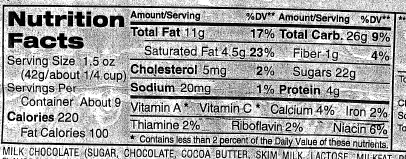 Nutrition Facts
Serving Size 1.5 oz
(42g/about 1/4 cup)
Servings Per
Container About 9
Calories 220
Fat Calories 100
Amount/Serving %DV** Amount/Serving %DV**
Total Fat 11g 17% Total Carb. 26g 9%
Saturated Fat 4.5g 23% Fiber 1g 4%
Cholesterol 5mg 2% Sugars 22g
Sodium 20mg 1% Protein 4g
Vitamin A * Vitamin C * Calcium 4% Iron 2%
Thiamine 2% Riboflavin 2% Niacin 6%
* Contains less than 2 percent of the Daily Value of these nutrients.
MILK CHOCOLATE (SUGAR, CHOCOLATE, COCOA BUTTER, SKIM MILK, LACTOSE, MILKFAT,